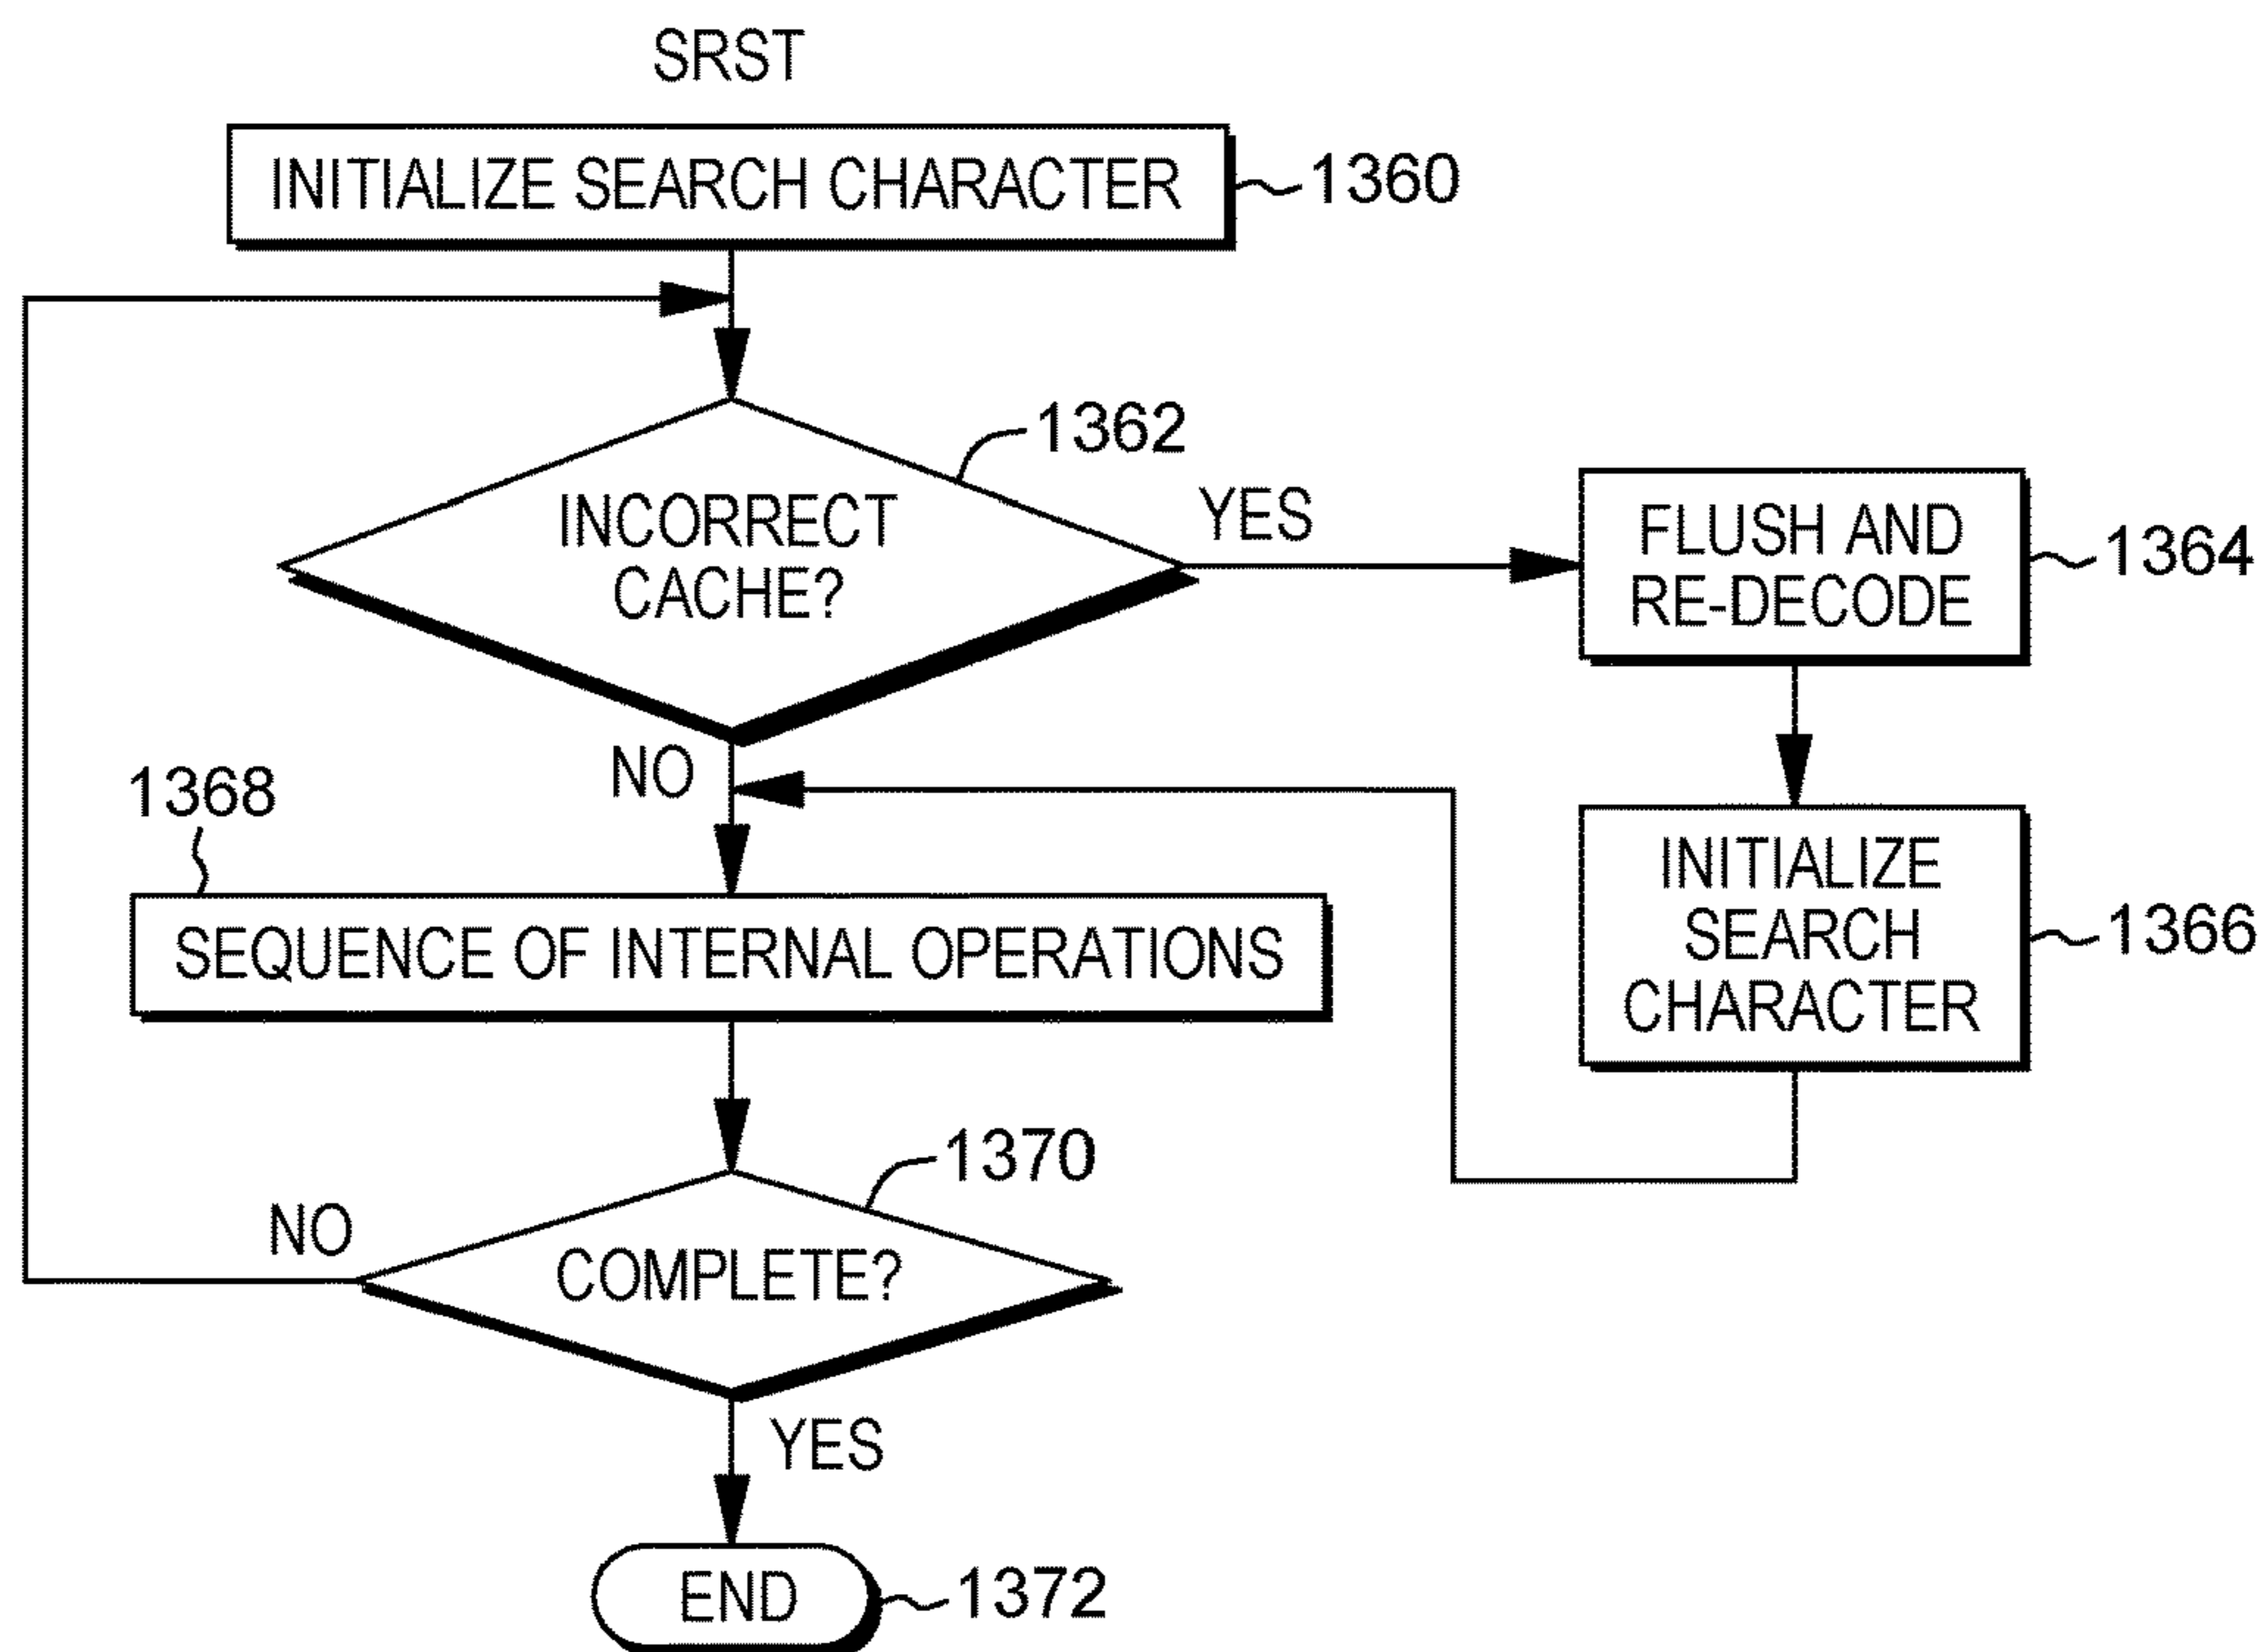 SRST
INITIALIZE SEARCH CHARACTER
1360
1362
INCORRECT
CACHE?
YES
FLUSH AND
RE-DECODE
1364
NO
INITIALIZE
SEARCH
CHARACTER
1366
1368
SEQUENCE OF INTERNAL OPERATIONS
1370
NO
COMPLETE?
YES
END
1372